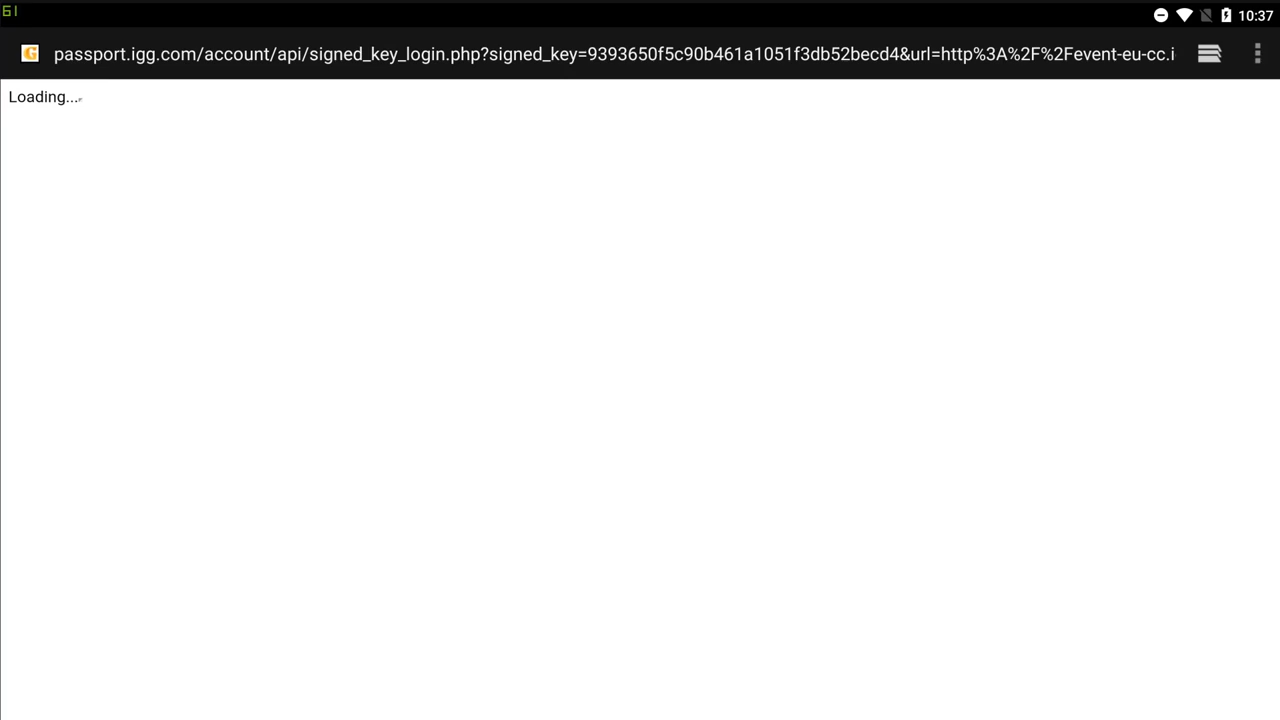 61
10:37
passport.igg.com/account/api/signed_key_login.php?signed_key=9393650f5c90b461a1051f3db52becd4&url=http%3A%2F%2Fevent-eu-cc.i
Loading...